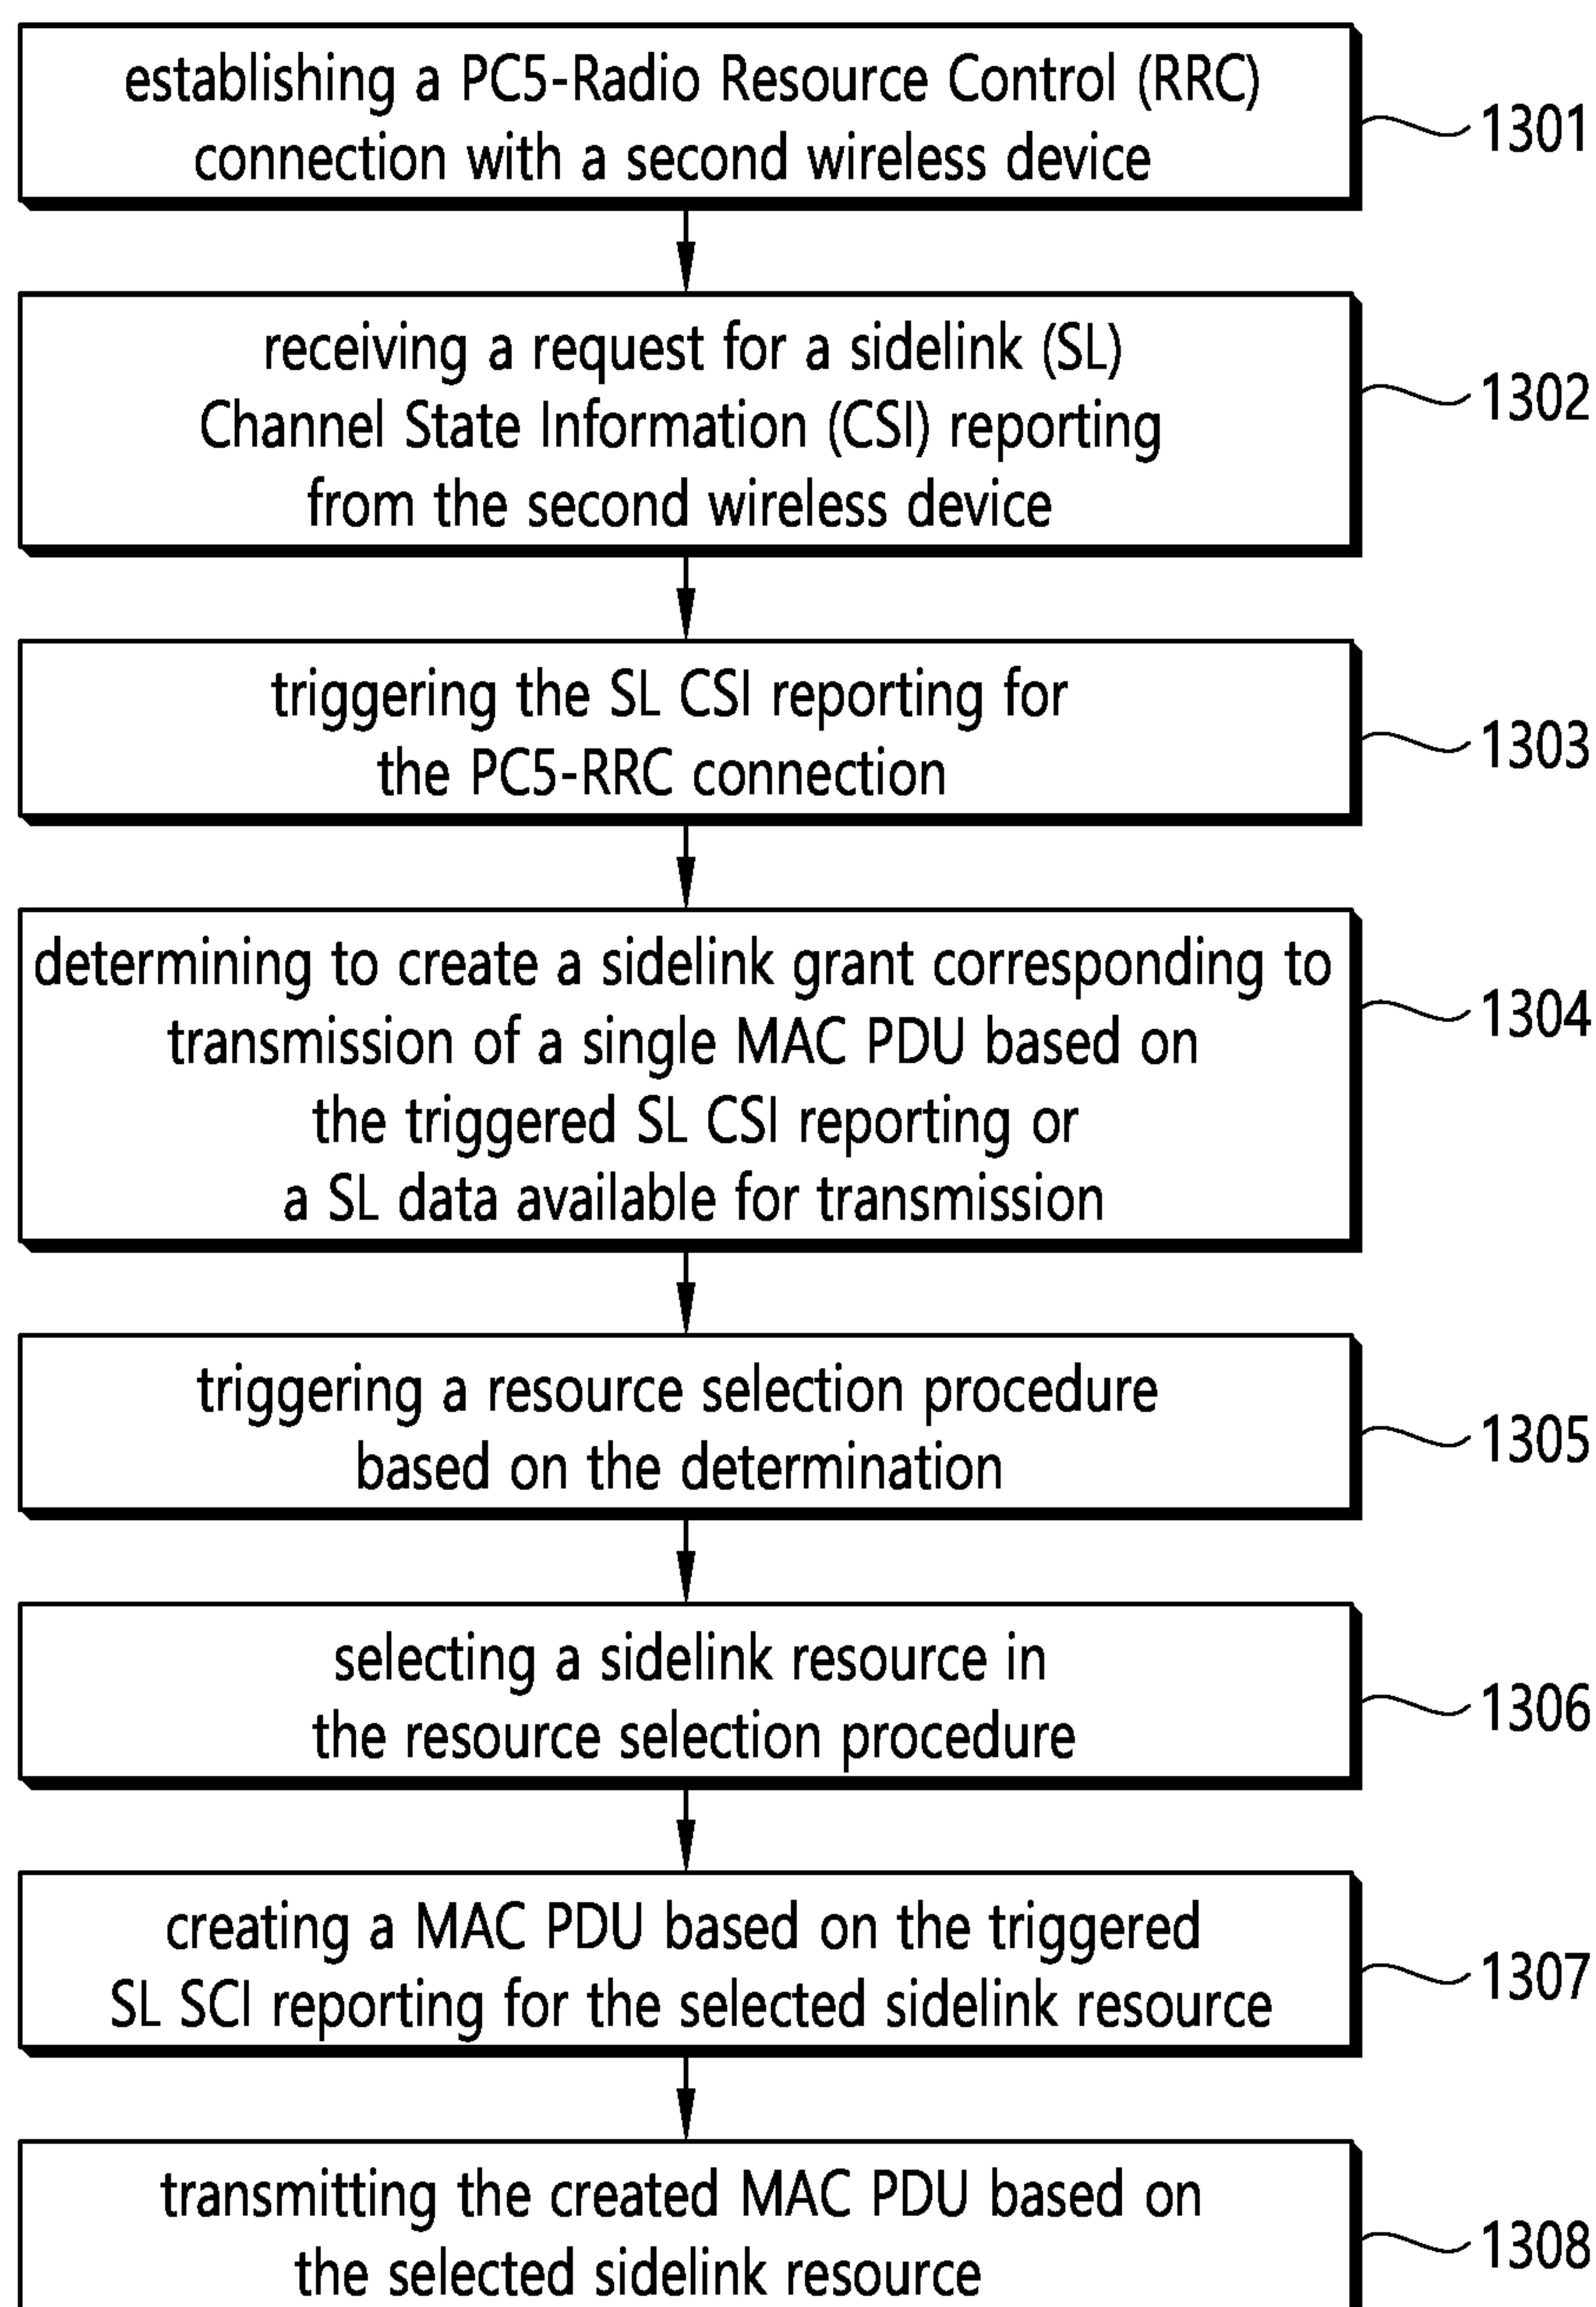 establishing a PC5-Radio Resource Control (RRC)
connection with a second wireless device
1301
receiving a request for a sidelink (SL)
Channel State Information (CSI) reporting
from the second wireless device
1302
triggering the SL CSI reporting for
the PC5-RRC connection
1303
determining to create a sidelink grant corresponding to
transmission of a single MAC PDU based on
the triggered SL CSI reporting or
a SL data available for transmission
1304
triggering a resource selection procedure
based on the determination
1305
selecting a sidelink resource in
the resource selection procedure
1306
creating a MAC PDU based on the triggered
SL SCI reporting for the selected sidelink resource
1307
transmitting the created MAC PDU based on
the selected sidelink resource
1308